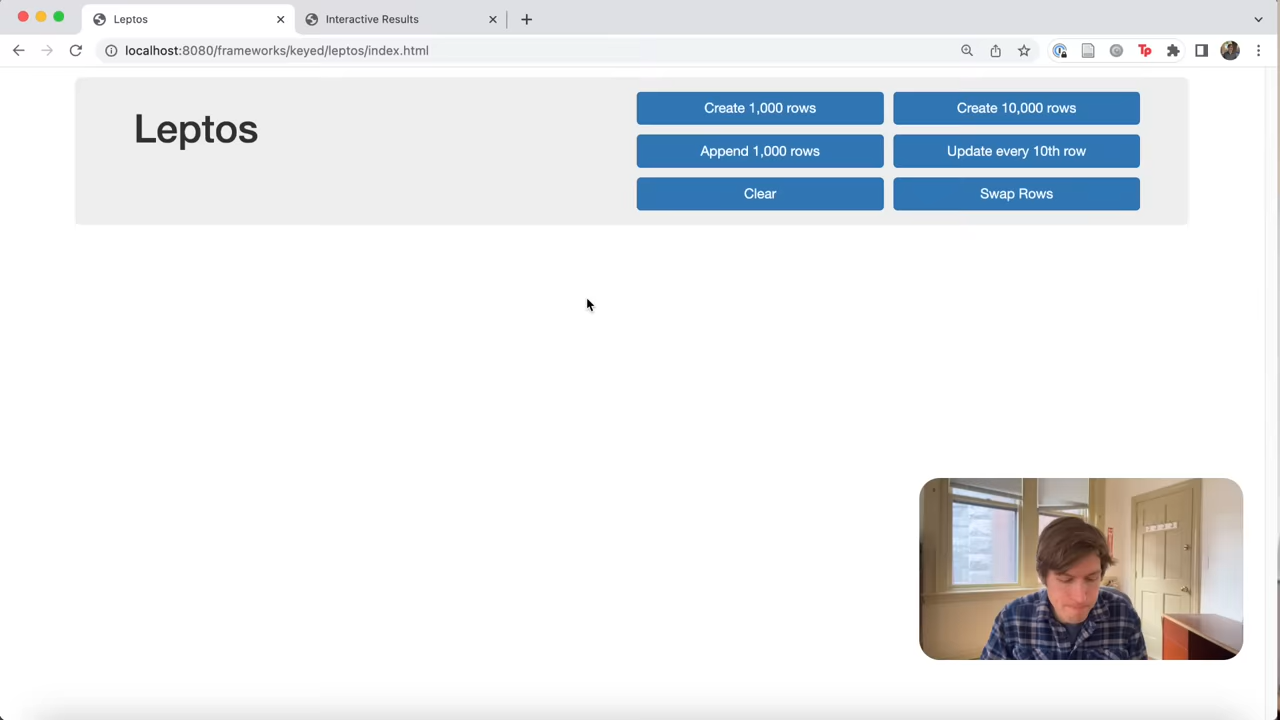 Leptos
Interactive Results
localhost:8080/frameworks/keyed/leptos/index.html
Tp
Leptos
Create 1,000 rows
Create 10,000 rows
Append 1,000 rows
Update every 10th row
Clear
Swap Rows